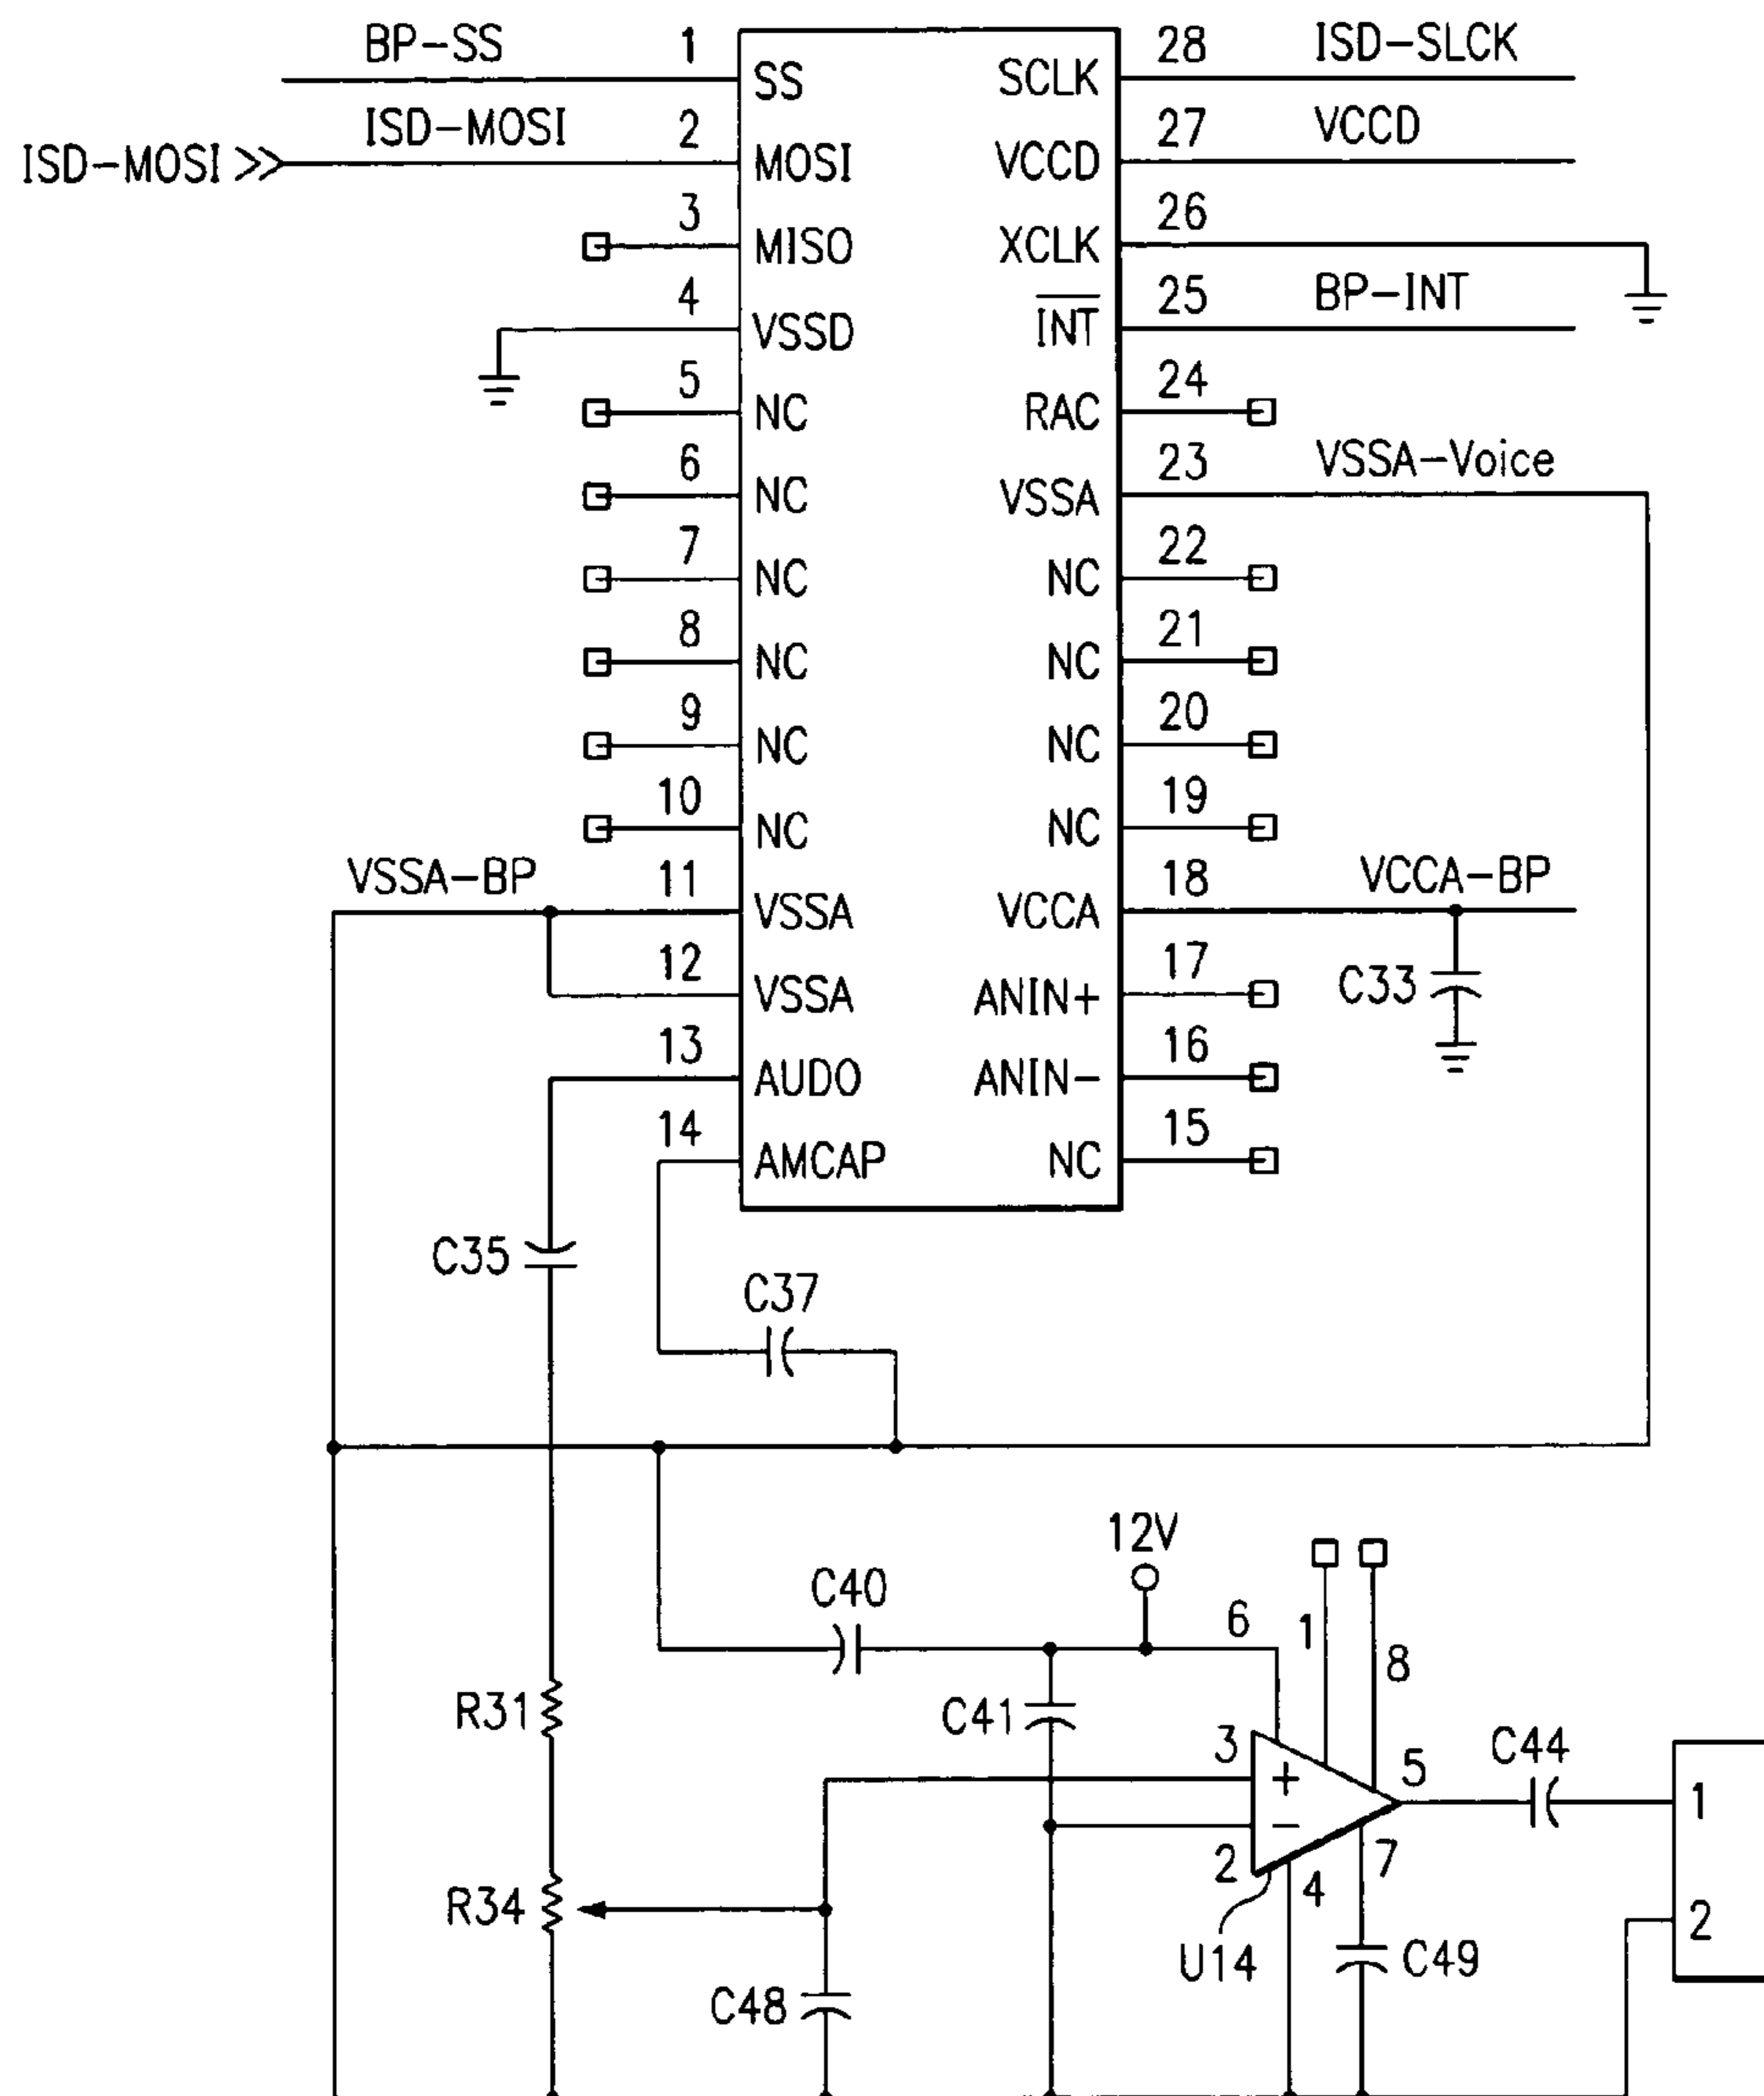 BP-SS 1 SS SCLK 28 ISD-SLCK
ISD-MOSI ISD-MOSI 2 MOSI VCCD 27 VCCD
3 MISO XCLK 26
4 VSSD INT 25 BP-INT
5 NC RAC 24
6 NC VSSA 23 VSSA-Voice
7 NC NC 22
8 NC NC 21
9 NC NC 20
10 NC NC 19
VSSA-BP 11 VSSA VCCA 18 VCCA-BP
12 VSSA ANIN+ 17 C33
13 AUDO ANIN- 16
14 AMCAP NC 15
C35
C37
12V
C40 6 1
8
R31 C41 3 + 5 C44 1
2 - 7
R34 4 2
U14 C49
C48